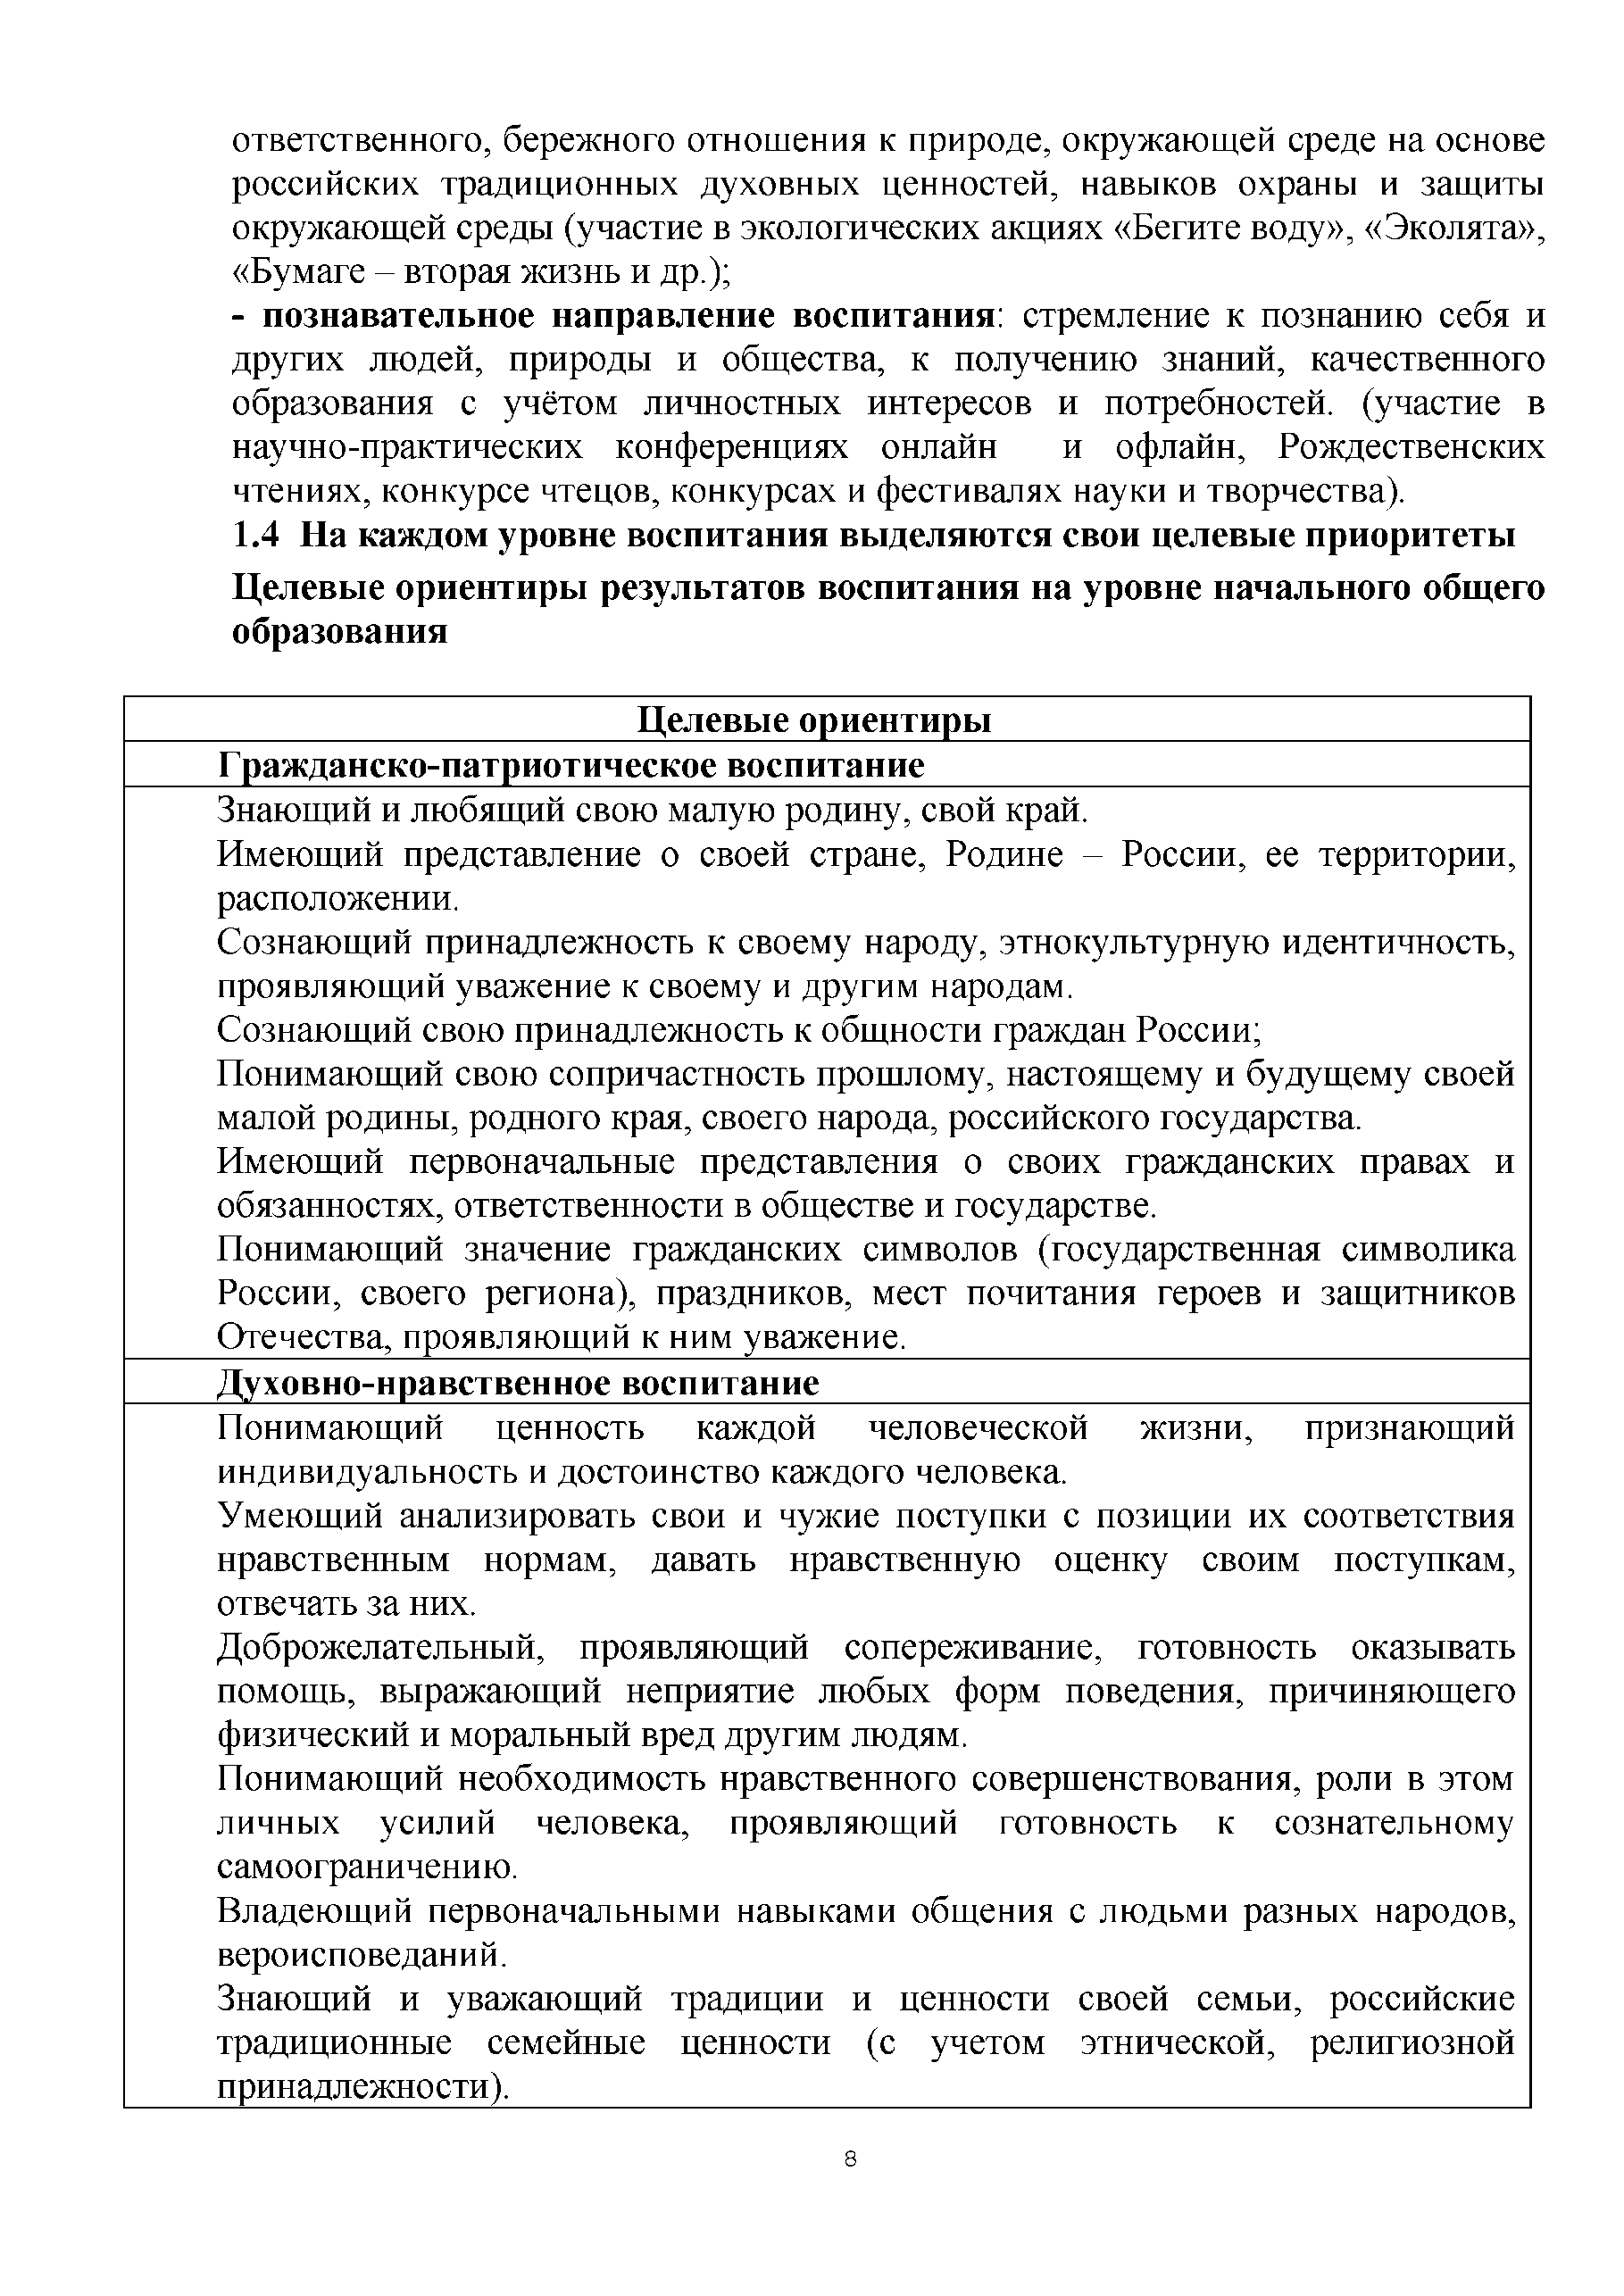 ответственного, бережного отношения к природе, окружающей среде на основе
российских традиционных духовных ценностей, навыков охраны и защиты
окружающей среды (участие в экологических акциях «Бегите воду», «Эколята»,
«Бумаге – вторая жизнь и др.);
- познавательное направление воспитания: стремление к познанию себя и
других людей, природы и общества, к получению знаний, качественного
образования с учётом личностных интересов и потребностей. (участие в
научно-практических конференциях онлайн и офлайн, Рождественских
чтениях, конкурсе чтецов, конкурсах и фестивалях науки и творчества).
1.4 На каждом уровне воспитания выделяются свои целевые приоритеты
Целевые ориентиры результатов воспитания на уровне начального общего
образования
Целевые ориентиры
Гражданско-патриотическое воспитание
Знающий и любящий свою малую родину, свой край.
Имеющий представление о своей стране, Родине – России, ее территории,
расположении.
Сознающий принадлежность к своему народу, этнокультурную идентичность,
проявляющий уважение к своему и другим народам.
Сознающий свою принадлежность к общности граждан России;
Понимающий свою сопричастность прошлому, настоящему и будущему своей
малой родины, родного края, своего народа, российского государства.
Имеющий первоначальные представления о своих гражданских правах и
обязанностях, ответственности в обществе и государстве.
Понимающий значение гражданских символов (государственная символика
России, своего региона), праздников, мест почитания героев и защитников
Отечества, проявляющий к ним уважение.
Духовно-нравственное воспитание
Понимающий ценность каждой человеческой жизни, признающий
индивидуальность и достоинство каждого человека.
Умеющий анализировать свои и чужие поступки с позиции их соответствия
нравственным нормам, давать нравственную оценку своим поступкам,
отвечать за них.
Доброжелательный, проявляющий сопереживание, готовность оказывать
помощь, выражающий неприятие любых форм поведения, причиняющего
физический и моральный вред другим людям.
Понимающий необходимость нравственного совершенствования, роли в этом
личных усилий человека, проявляющий готовность к сознательному
самоограничению.
Владеющий первоначальными навыками общения с людьми разных народов,
вероисповеданий.
Знающий и уважающий традиции и ценности своей семьи, российские
традиционные семейные ценности (с учетом этнической, религиозной
принадлежности).
8